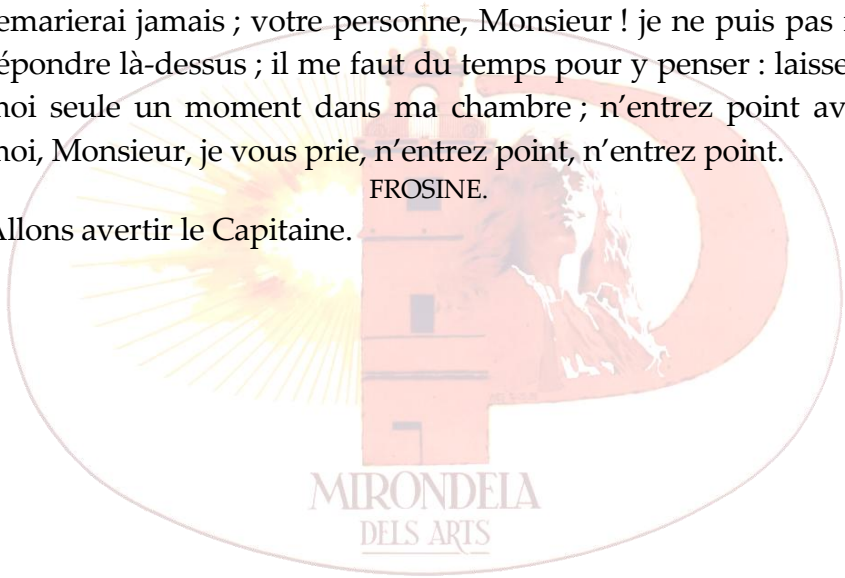 emarierai jamais ; votre personne, Monsieur ! je ne puis pas
épondre là-dessus ; il me faut du temps pour y penser : laisse
moi seule un moment dans ma chambre ; n’entrez point av
moi, Monsieur, je vous prie, n’entrez point, n’entrez point.
FROSINE.
Allons avertir le Capitaine.
MIRONDELA
DELS ARTS